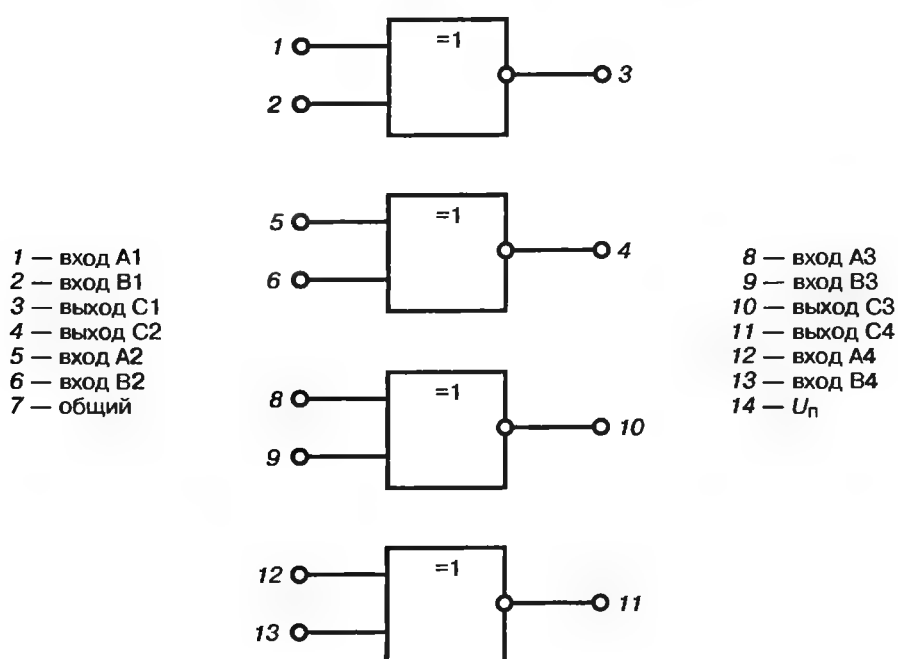 =1
1
2
3
=1
5
6
4
1 — вход A1
2 — вход B1
3 — выход C1
4 — выход C2
5 — вход A2
6 — вход B2
7 — общий
8 — вход A3
9 — вход B3
10 — выход C3
11 — выход C4
12 — вход A4
13 — вход B4
14 — Uп
=1
8
9
10
=1
12
13
11